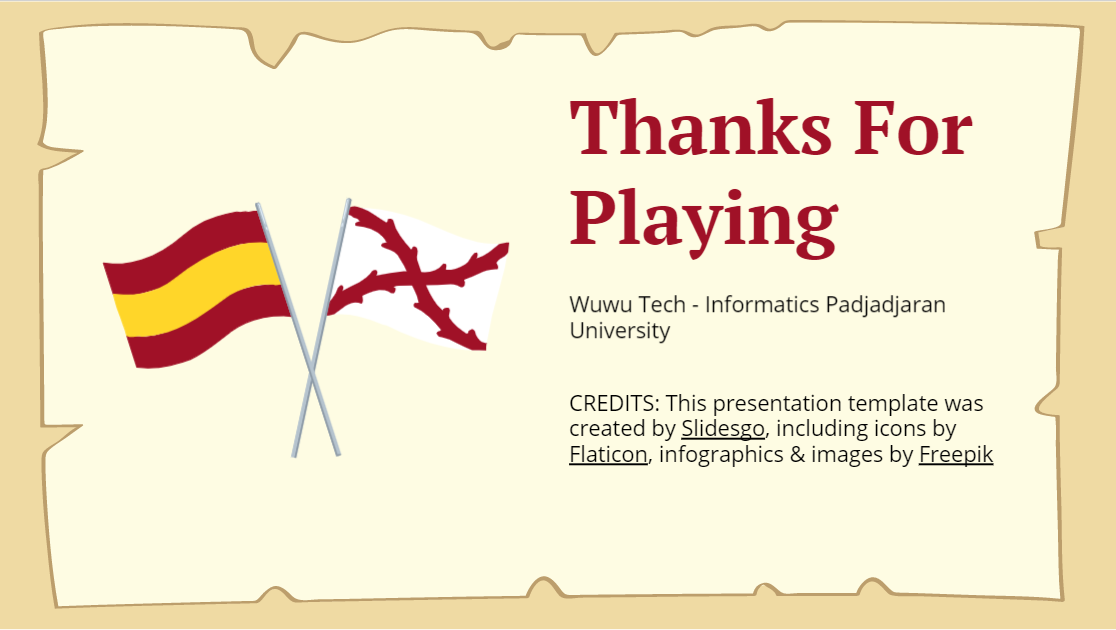 Thanks For
Playing
Wuwu Tech - Informatics Padjadjaran
University
CREDITS: This presentation template was
created by Slidesgo, including icons by
Flaticon, infographics & images by Freepik